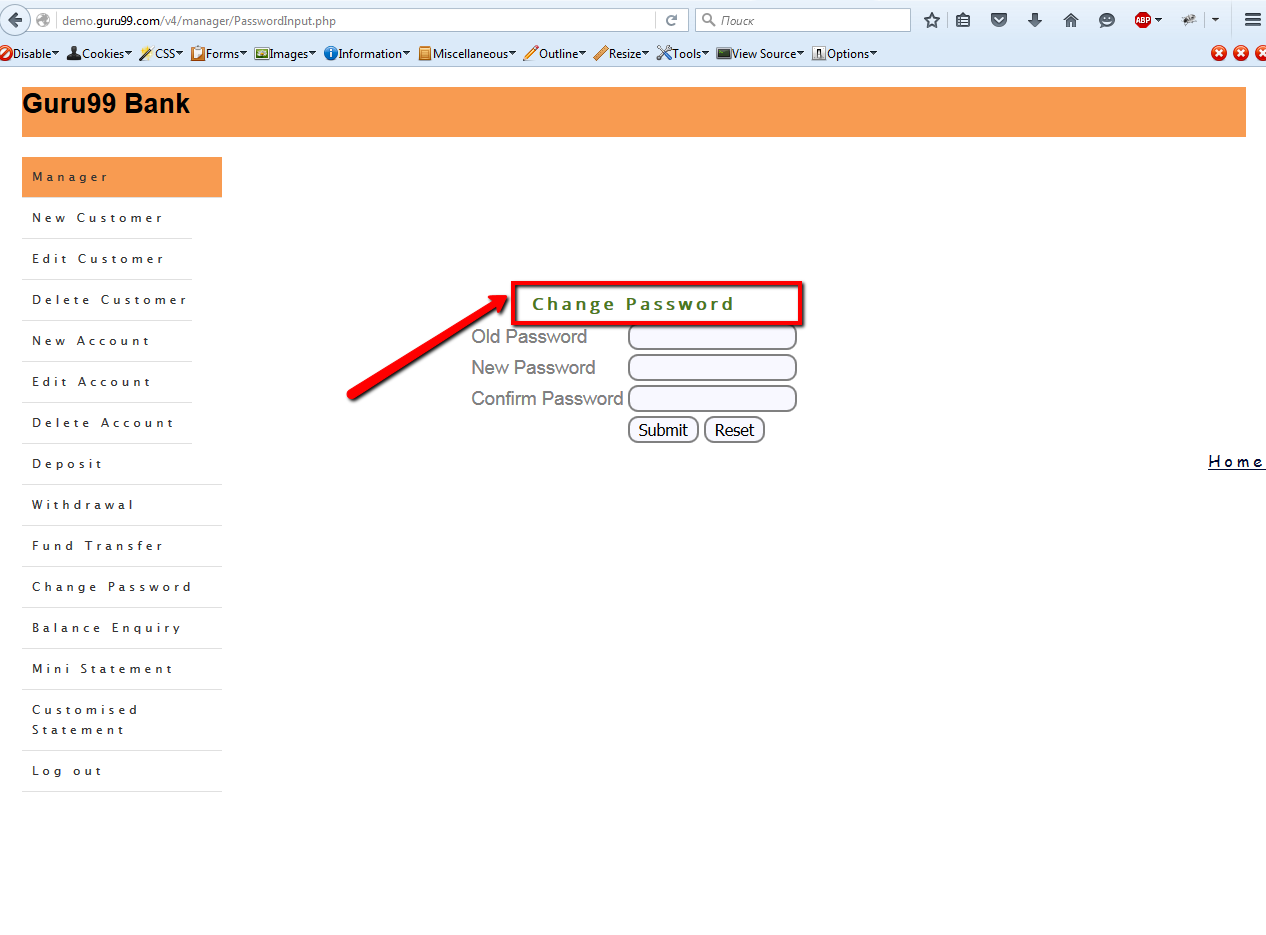 demo.guru99.com/v4/manager/PasswordInput.php
Поиск
ABP
Disable Cookies CSS Forms Images Information Miscellaneous Outline Resize Tools View Source Options
Guru99 Bank
Manager
New Customer
Edit Customer
Delete Customer
New Account
Edit Account
Delete Account
Deposit
Withdrawal
Fund Transfer
Change Password
Balance Enquiry
Mini Statement
Customised
Statement
Log out
Change Password
Old Password
New Password
Confirm Password
Submit Reset
Home